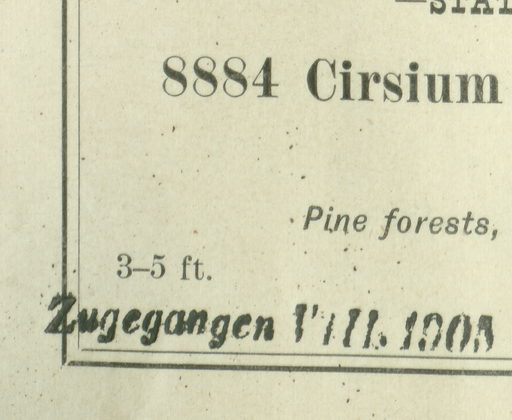 8884 Cirsium
Pine forests,
3–5 ft.
Zugegangen VIII. 1905